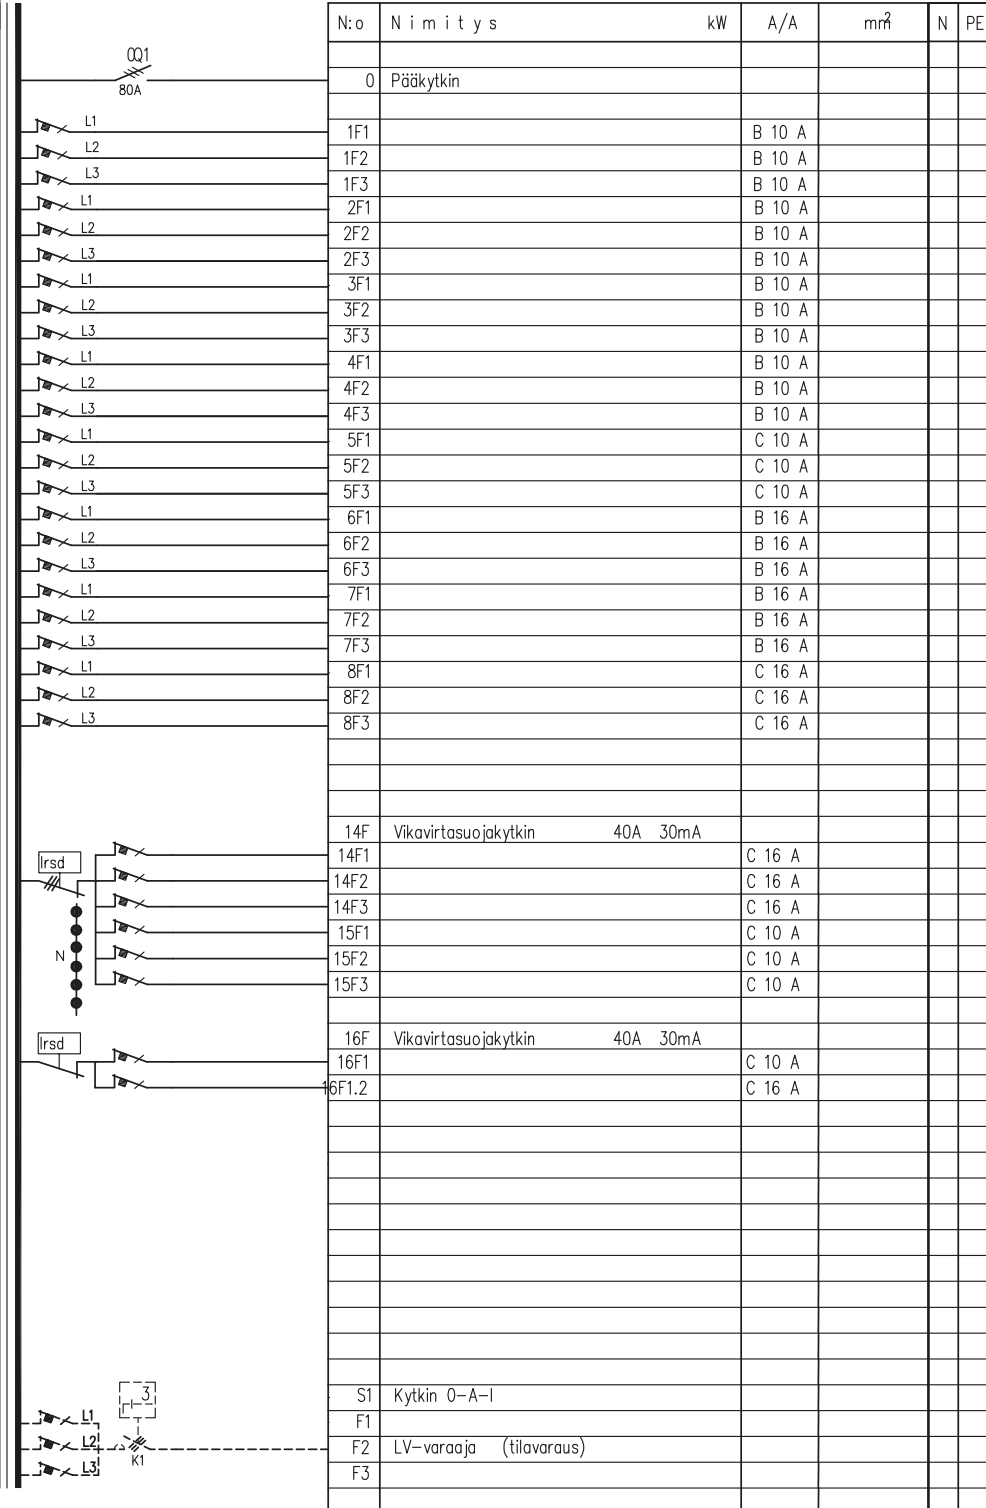 N:o Nimitys kW A/A mm² N PE
0Q1
80A
0 Pääkytkin
L1 1F1 B 10 A
L2 1F2 B 10 A
L3 1F3 B 10 A
L1 2F1 B 10 A
L2 2F2 B 10 A
L3 2F3 B 10 A
L1 3F1 B 10 A
L2 3F2 B 10 A
L3 3F3 B 10 A
L1 4F1 B 10 A
L2 4F2 B 10 A
L3 4F3 B 10 A
L1 5F1 C 10 A
L2 5F2 C 10 A
L3 5F3 C 10 A
L1 6F1 B 16 A
L2 6F2 B 16 A
L3 6F3 B 16 A
L1 7F1 B 16 A
L2 7F2 B 16 A
L3 7F3 B 16 A
L1 8F1 C 16 A
L2 8F2 C 16 A
L3 8F3 C 16 A
14F Vikavirtasuojakytkin 40A 30mA
Irsd
14F1 C 16 A
14F2 C 16 A
14F3 C 16 A
15F1 C 10 A
N
15F2 C 10 A
15F3 C 10 A
16F Vikavirtasuojakytkin 40A 30mA
Irsd
16F1 C 10 A
16F1.2 C 16 A
3
S1 Kytkin 0-A-I
L1 F1
L2 F2 LV-varaaja (tilavaraus)
K1
L3 F3